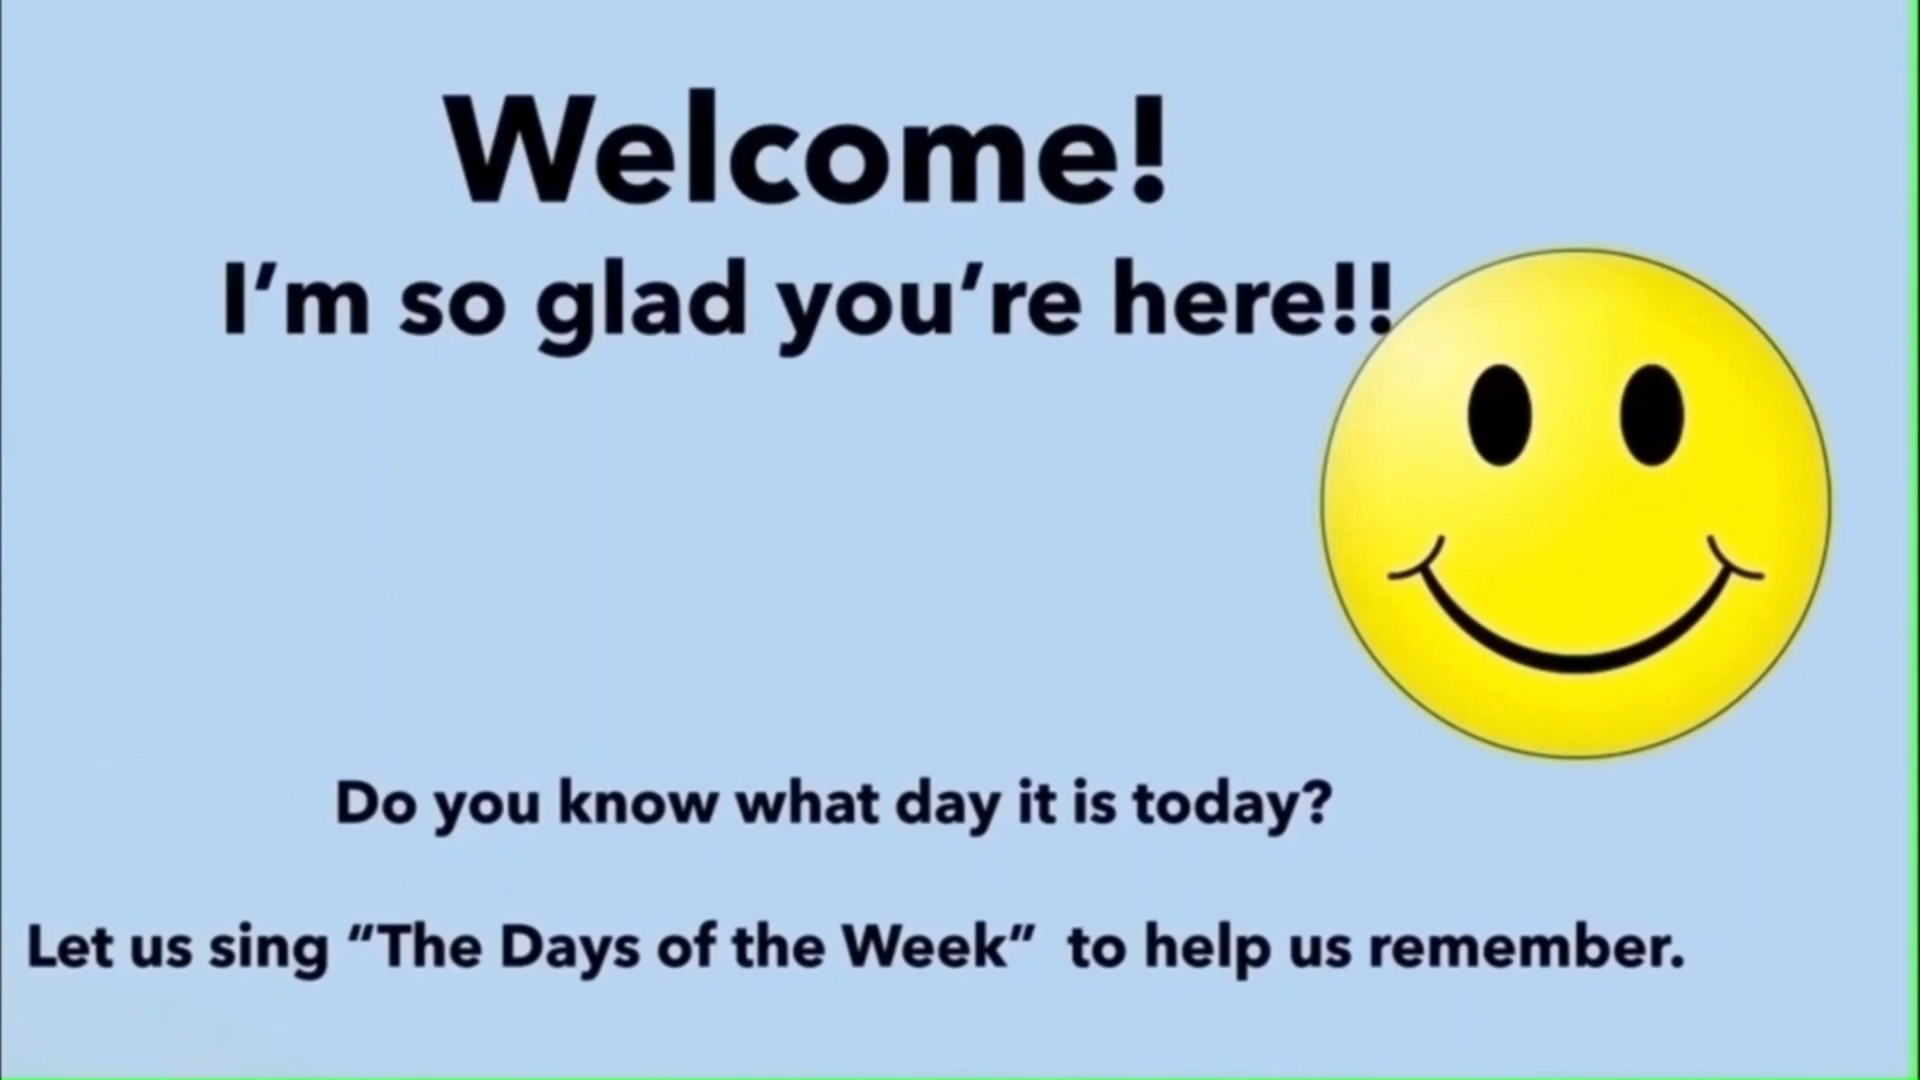 Welcome!
I’m so glad you’re here!!
Do you know what day it is today?
Let us sing “The Days of the Week”  to help us remember.